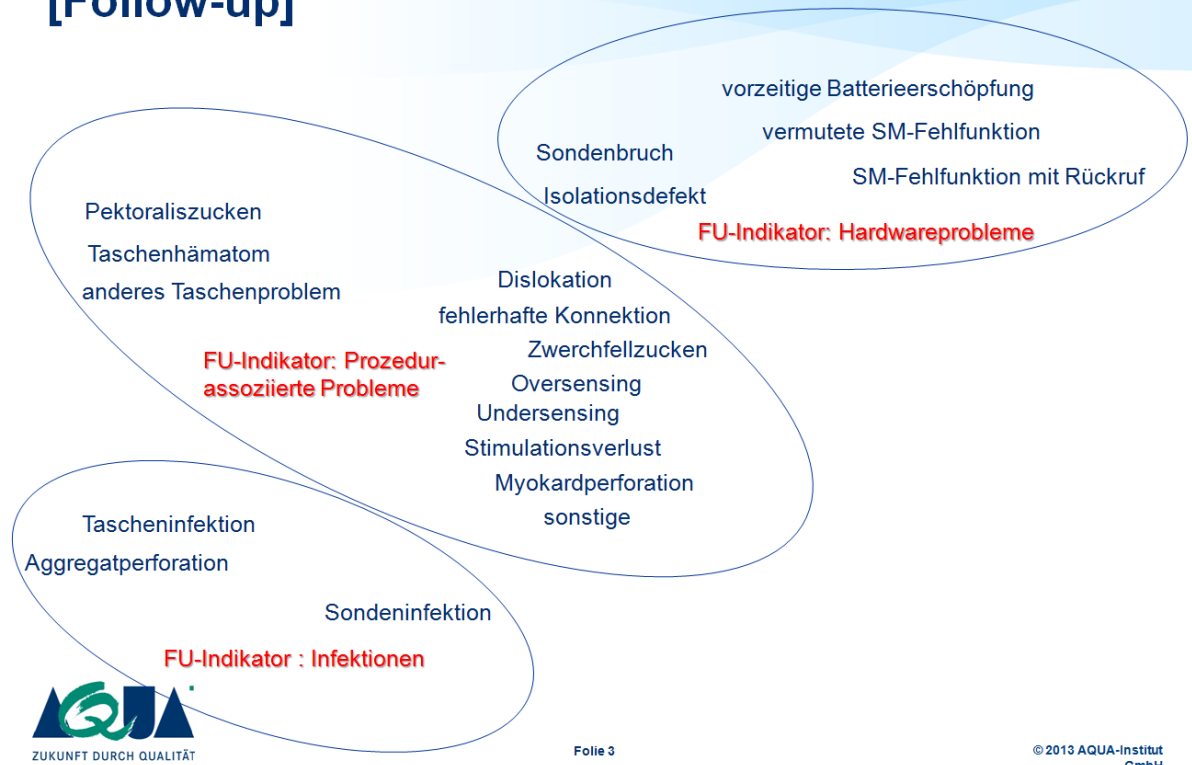 [Follow-up]
vorzeitige Batterieerschöpfung
vermutete SM-Fehlfunktion
Sondenbruch
SM-Fehlfunktion mit Rückruf
Isolationsdefekt
FU-Indikator: Hardwareprobleme
Pektoraliszucken
Taschenhämatom
anderes Taschenproblem
FU-Indikator: Prozedur-
assoziierte Probleme
Dislokation
fehlerhafte Konnektion
Zwerchfellzucken
Oversensing
Undersensing
Stimulationsverlust
Myokardperforation
sonstige
Tascheninfektion
Aggregatperforation
Sondeninfektion
FU-Indikator : Infektionen
AQUA
ZUKUNFT DURCH QUALITÄT
Folie 3
© 2013 AQUA-Institut
GmbH